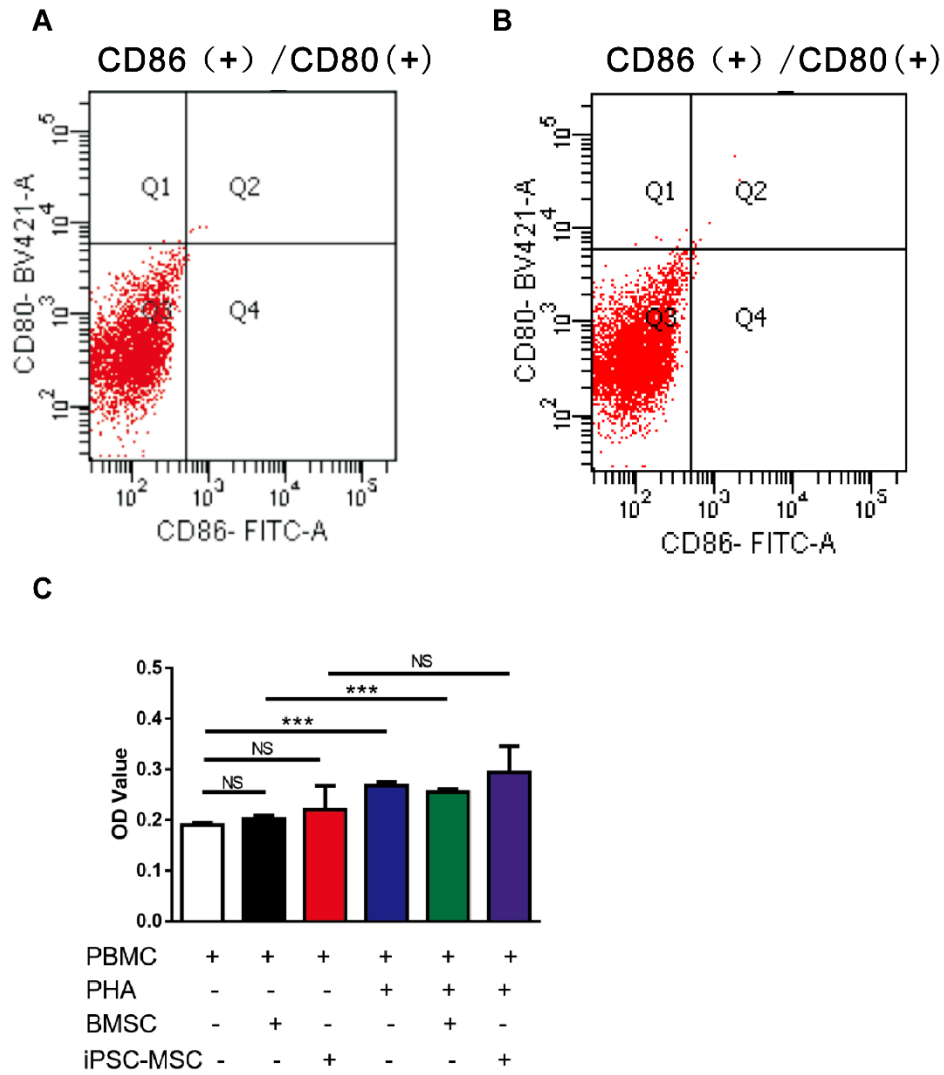 A
B
CD86 (+) /CD80(+)
CD86 (+) /CD80(+)
CD80- BV421-A
10^5
10^4
10^3
10^2
Q1
Q2
Q3
Q4
10^2
10^3
10^4
10^5
CD86- FITC-A
CD80- BV421-A
10^5
10^4
10^3
10^2
Q1
Q2
Q3
Q4
10^2
10^3
10^4
10^5
CD86- FITC-A
C
OD Value
0.5
0.4
0.3
0.2
0.1
0.0
NS
***
***
NS
NS
PBMC + + + + + +
PHA - - - + + +
BMSC - + - - + -
iPSC-MSC - - + - - +